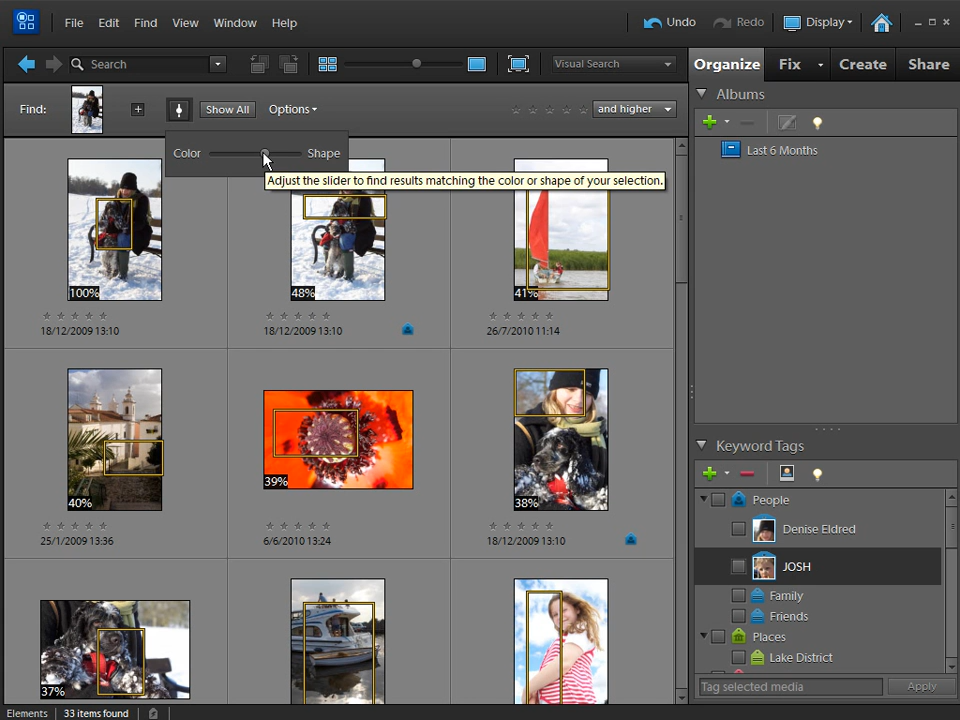 File Edit Find View Window Help Undo Redo Display
Search Visual Search Organize Fix Create Share
Find: Show All Options and higher
Albums
Last 6 Months
Color Shape
Adjust the slider to find results matching the color or shape of your selection.
100% 48% 41%
18/12/2009 13:10 18/12/2009 13:10 26/7/2010 11:14
40% 39% 38%
25/1/2009 13:36 6/6/2010 13:24 18/12/2009 13:10
37%
Keyword Tags
People
Denise Eldred
JOSH
Family
Friends
Places
Lake District
Tag selected media Apply
Elements 33 items found